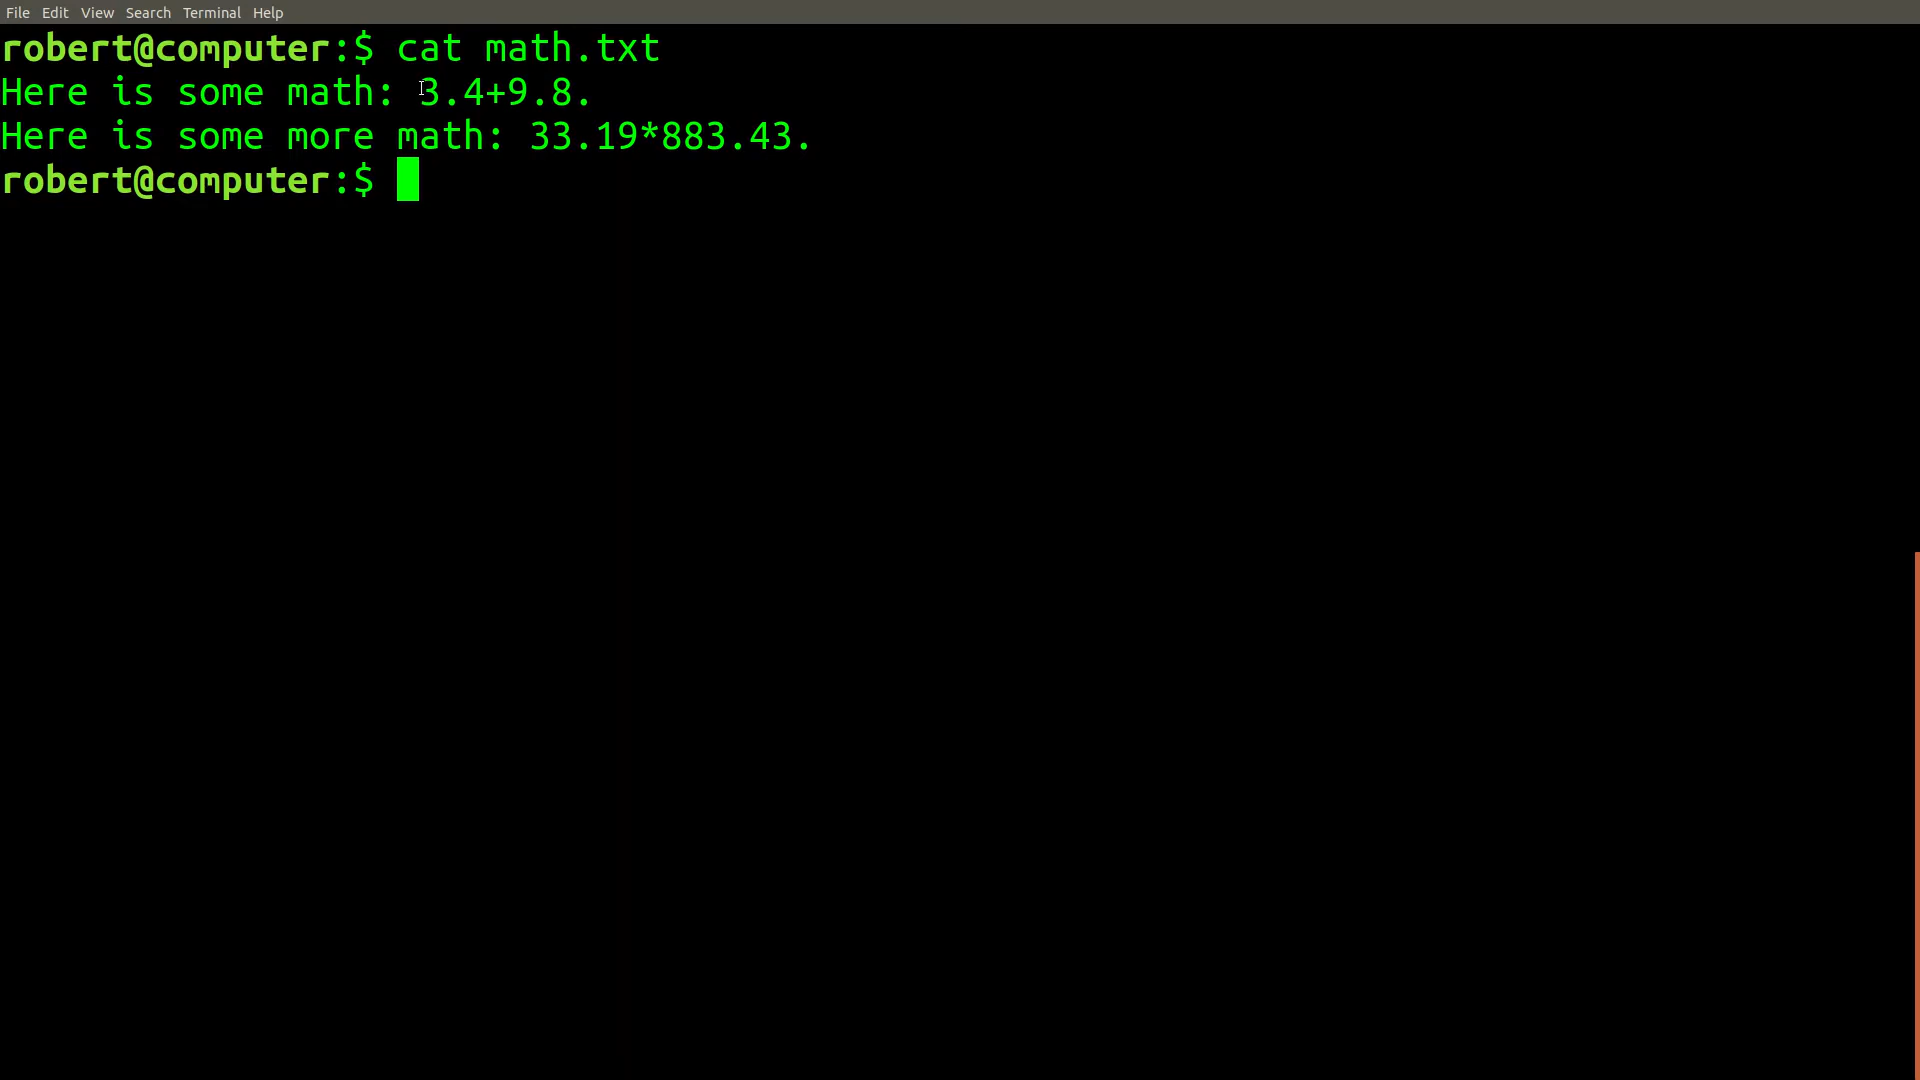 File Edit View Search Terminal Help
robert@computer:$ cat math.txt
Here is some math: 3.4+9.8.
Here is some more math: 33.19*883.43.
robert@computer:$